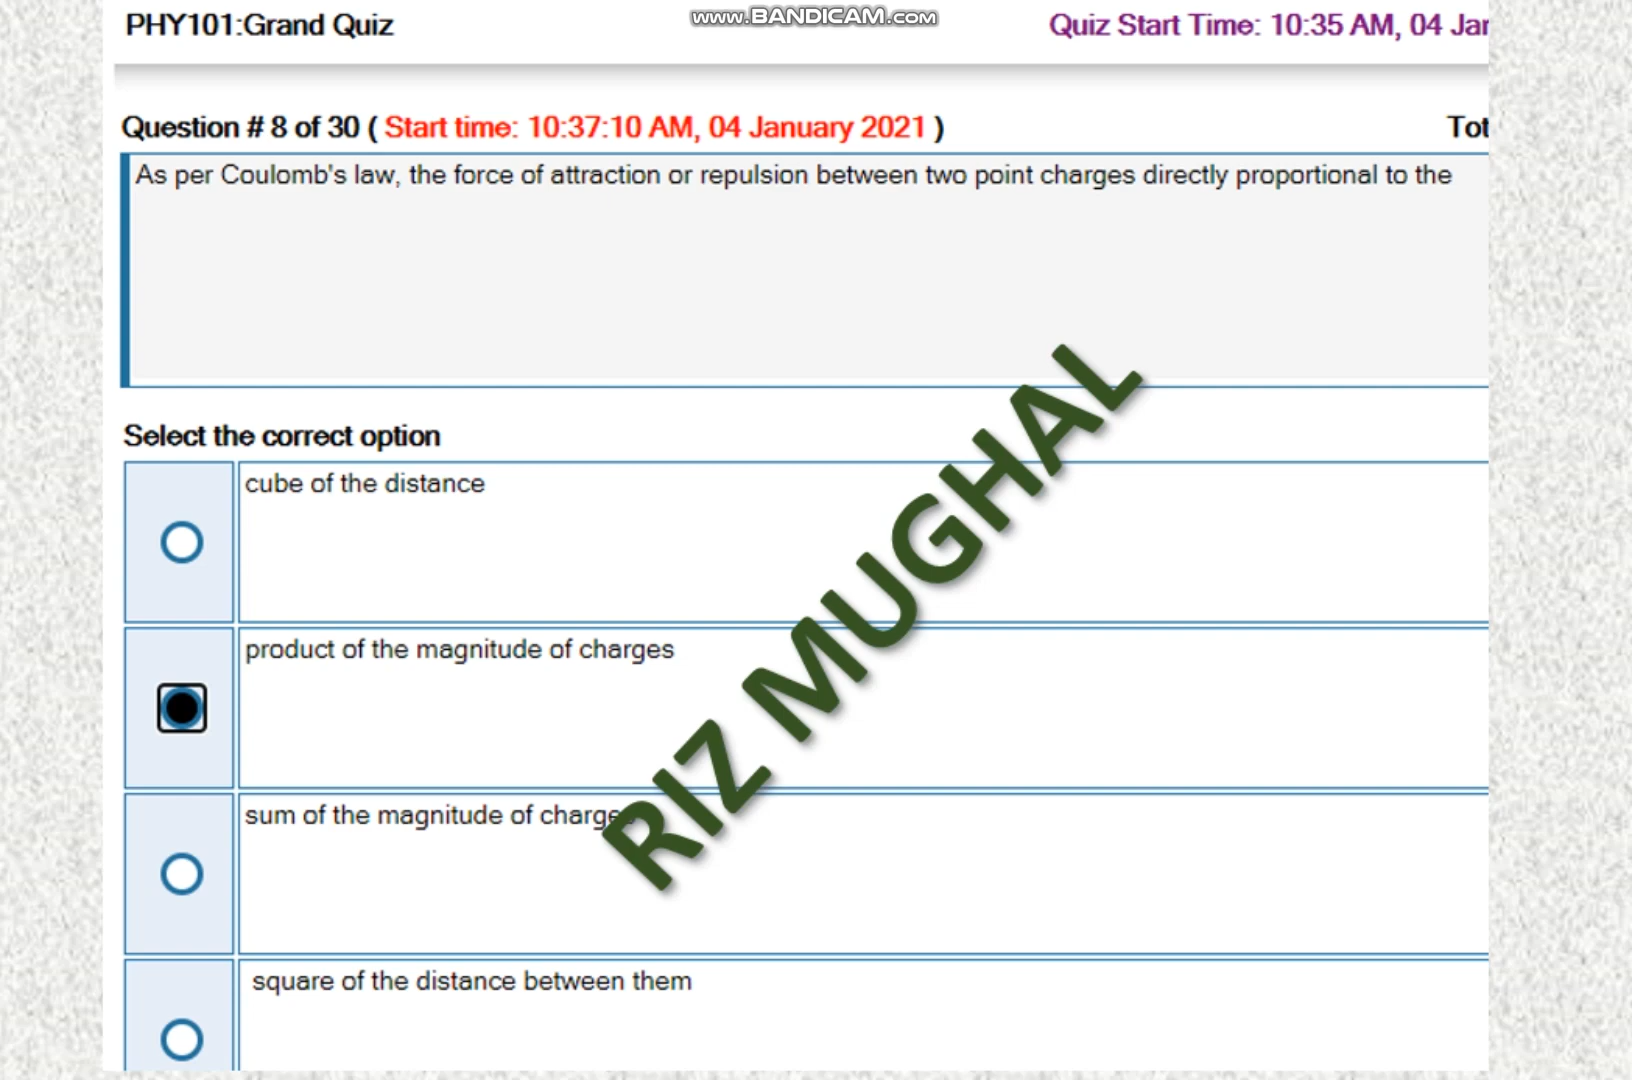 PHY101:Grand Quiz
www.BANDICAM.com
Quiz Start Time: 10:35 AM, 04 Jar
Question # 8 of 30 ( Start time: 10:37:10 AM, 04 January 2021 )
Tot
As per Coulomb's law, the force of attraction or repulsion between two point charges directly proportional to the
Select the correct option
cube of the distance
product of the magnitude of charges
sum of the magnitude of charges
square of the distance between them
RIZ MUGHAL